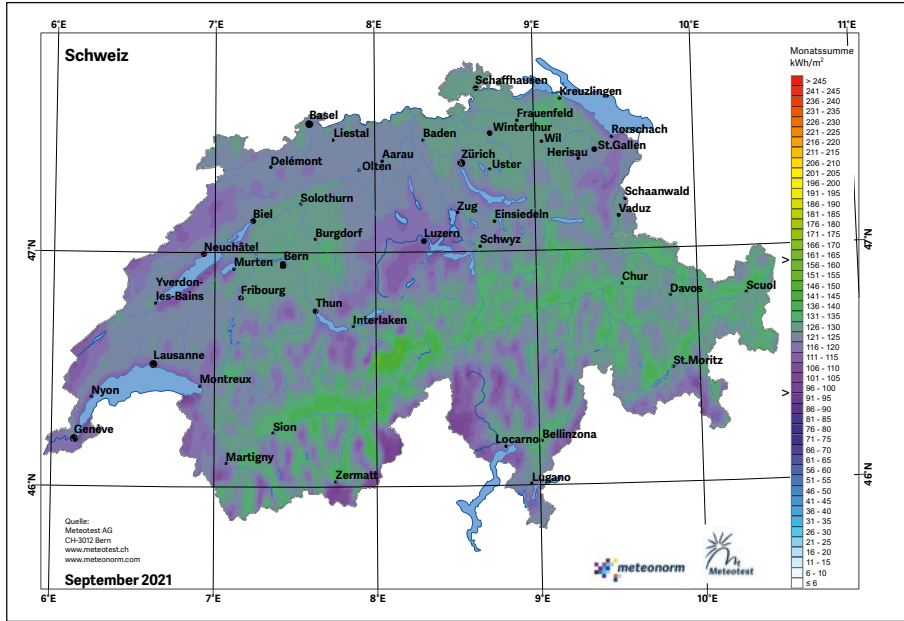 6°E
7°E
8°E
9°E
10°E
11°E
Schweiz
Monatssumme
kWh/m²
> 245
241 - 245
236 - 240
231 - 235
226 - 230
221 - 225
216 - 220
211 - 215
206 - 210
201 - 205
196 - 200
191 - 195
186 - 190
181 - 185
176 - 180
171 - 175
166 - 170
161 - 165
156 - 160
151 - 155
146 - 150
141 - 145
136 - 140
131 - 135
126 - 130
121 - 125
116 - 120
111 - 115
106 - 110
101 - 105
96 - 100
91 - 95
86 - 90
81 - 85
76 - 80
71 - 75
66 - 70
61 - 65
56 - 60
51 - 55
46 - 50
41 - 45
36 - 40
31 - 35
26 - 30
21 - 25
16 - 20
11 - 15
6 - 10
≤ 6
Schaffhausen
Kreuzlingen
Basel
Frauenfeld
Liestal
Baden
Winterthur
Wil
Rorschach
St.Gallen
Delémont
Aarau
Olten
Zürich
Uster
Herisau
Solothurn
Schaanwald
Biel
Zug
Einsiedeln
Vaduz
Burgdorf
Luzern
Schwyz
47°N
Neuchâtel
Bern
47°N
Murten
Yverdon-
les-Bains
Fribourg
Chur
Davos
Scuol
Thun
Interlaken
Lausanne
St.Moritz
Nyon
Montreux
Genève
Sion
Locarno
Bellinzona
Martigny
Zermatt
Lugano
46°N
46°N
V
V
Quelle:
Meteotest AG
CH-3012 Bern
www.meteotest.ch
www.meteonorm.com
meteonorm
Meteotest
September 2021
6°E
7°E
8°E
9°E
10°E